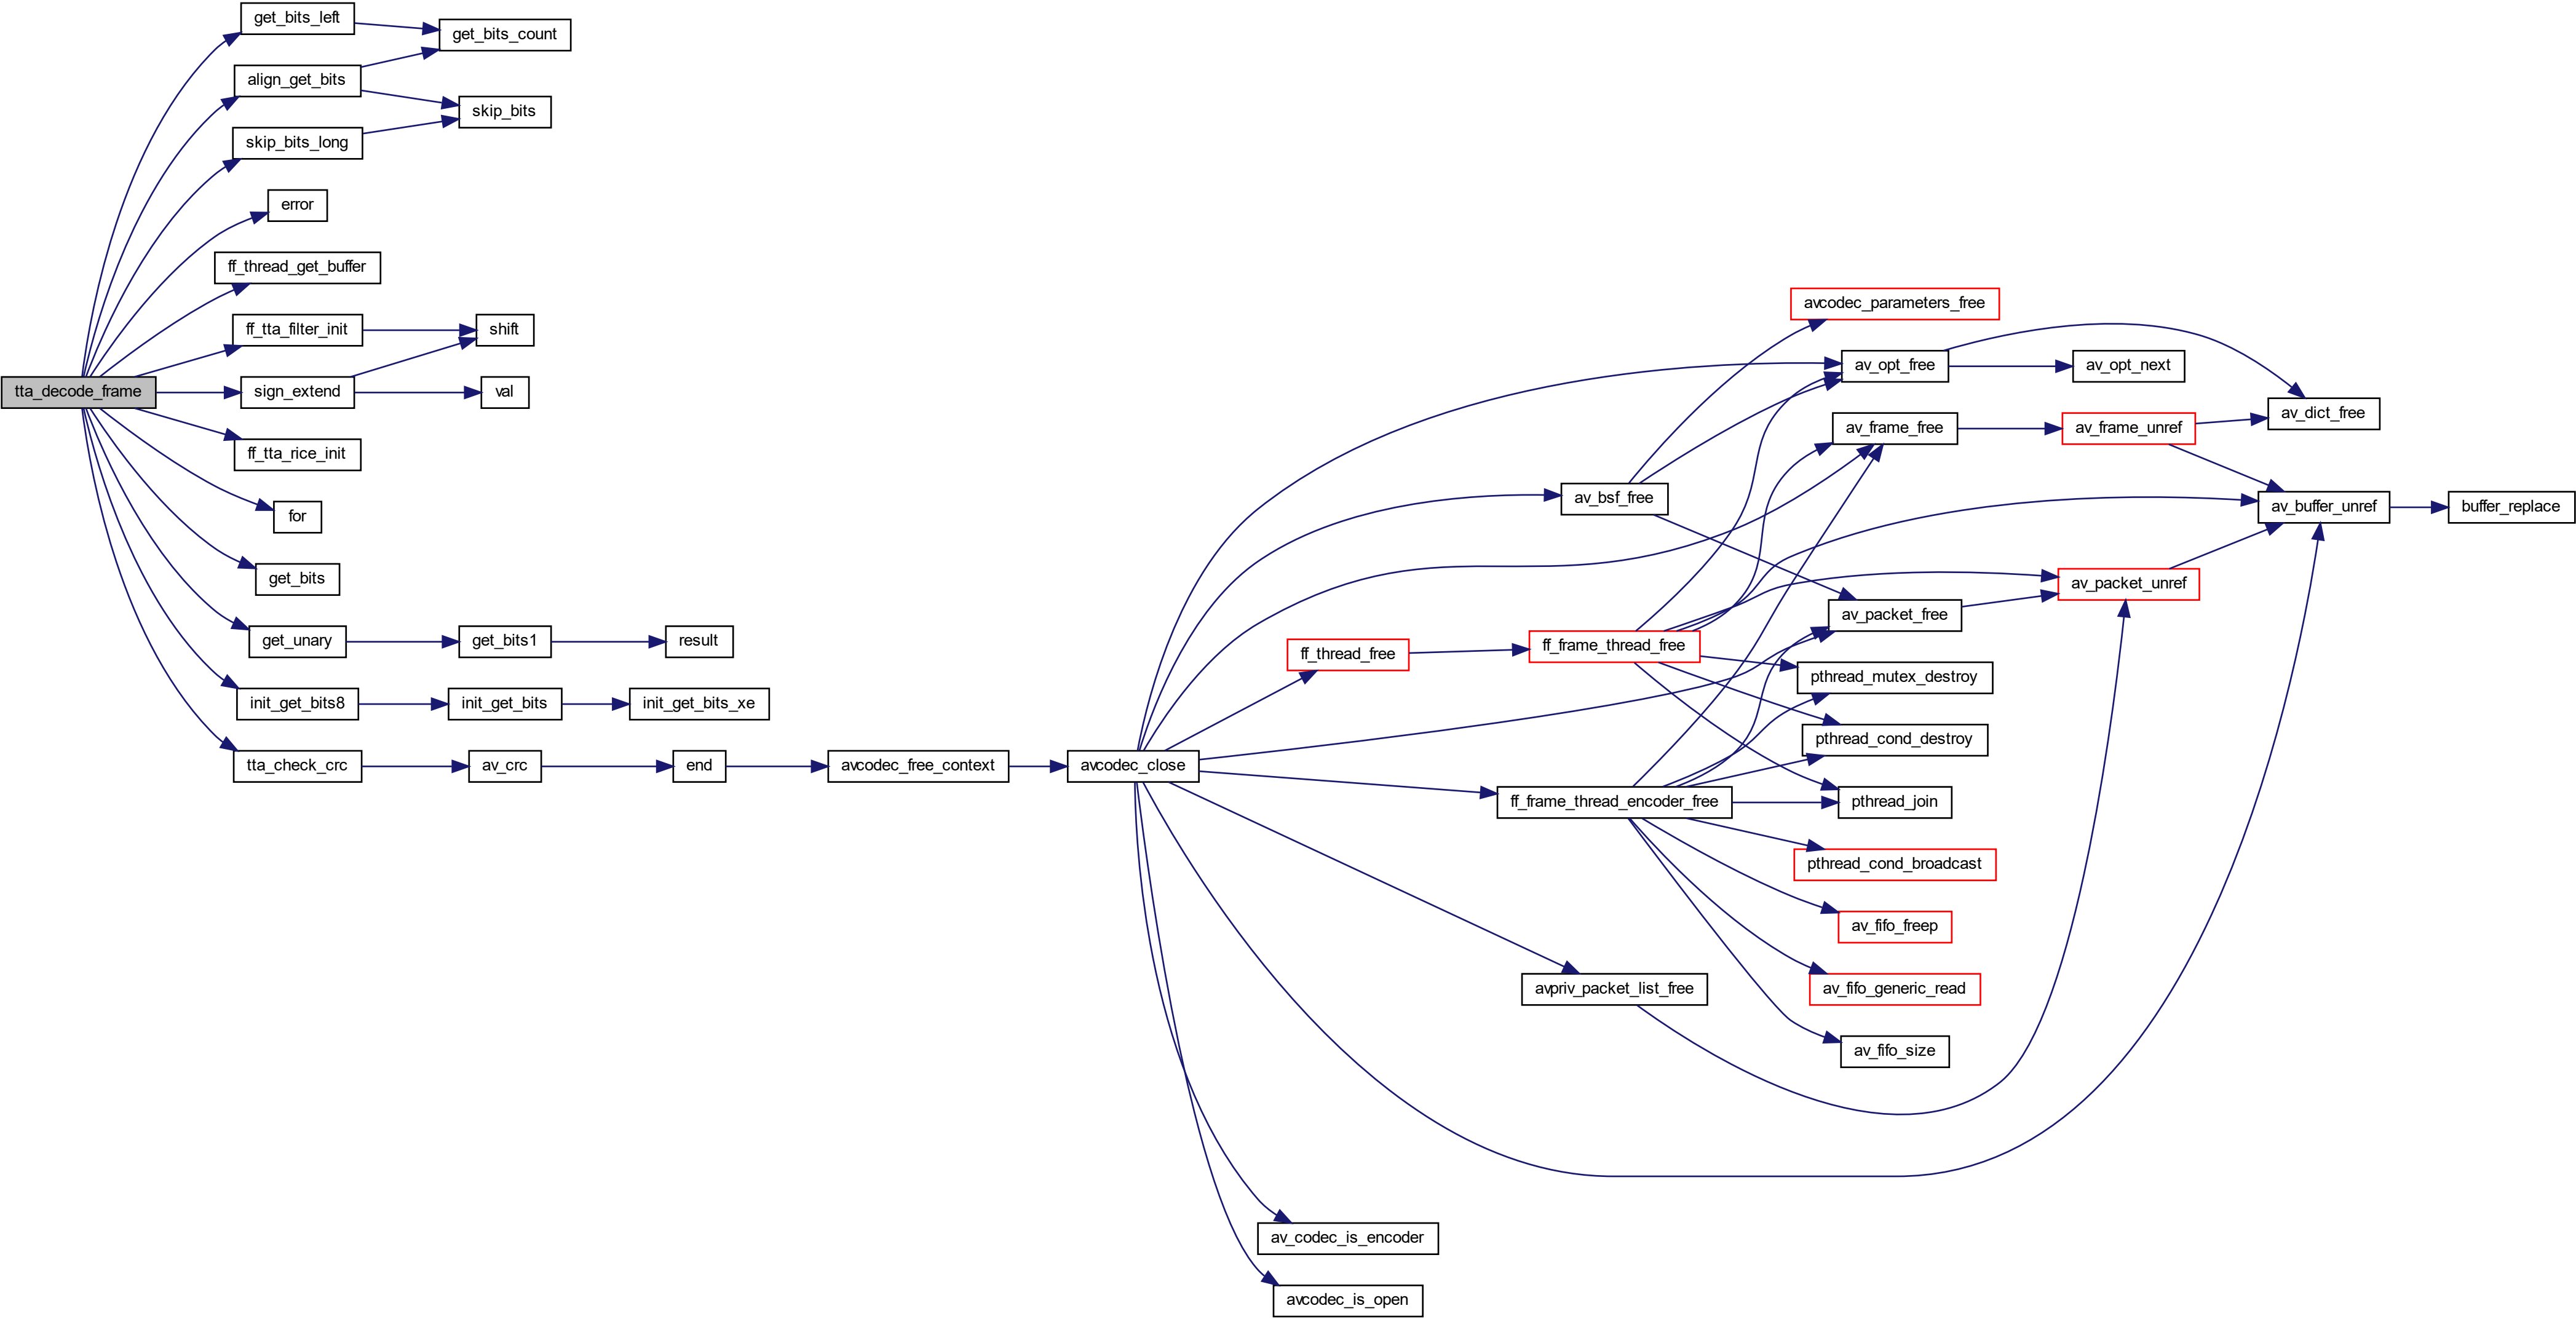 get_bits_left
get_bits_count
align_get_bits
skip_bits
skip_bits_long
error
ff_thread_get_buffer
ff_tta_filter_init
shift
tta_decode_frame
sign_extend
val
ff_tta_rice_init
for
get_bits
get_unary
get_bits1
result
init_get_bits8
init_get_bits
init_get_bits_xe
tta_check_crc
av_crc
end
avcodec_free_context
avcodec_close
avcodec_parameters_free
av_opt_free
av_opt_next
av_dict_free
av_frame_free
av_frame_unref
av_bsf_free
av_buffer_unref
buffer_replace
av_packet_unref
av_packet_free
ff_thread_free
ff_frame_thread_free
pthread_mutex_destroy
pthread_cond_destroy
ff_frame_thread_encoder_free
pthread_join
pthread_cond_broadcast
av_fifo_freep
avpriv_packet_list_free
av_fifo_generic_read
av_fifo_size
av_codec_is_encoder
avcodec_is_open